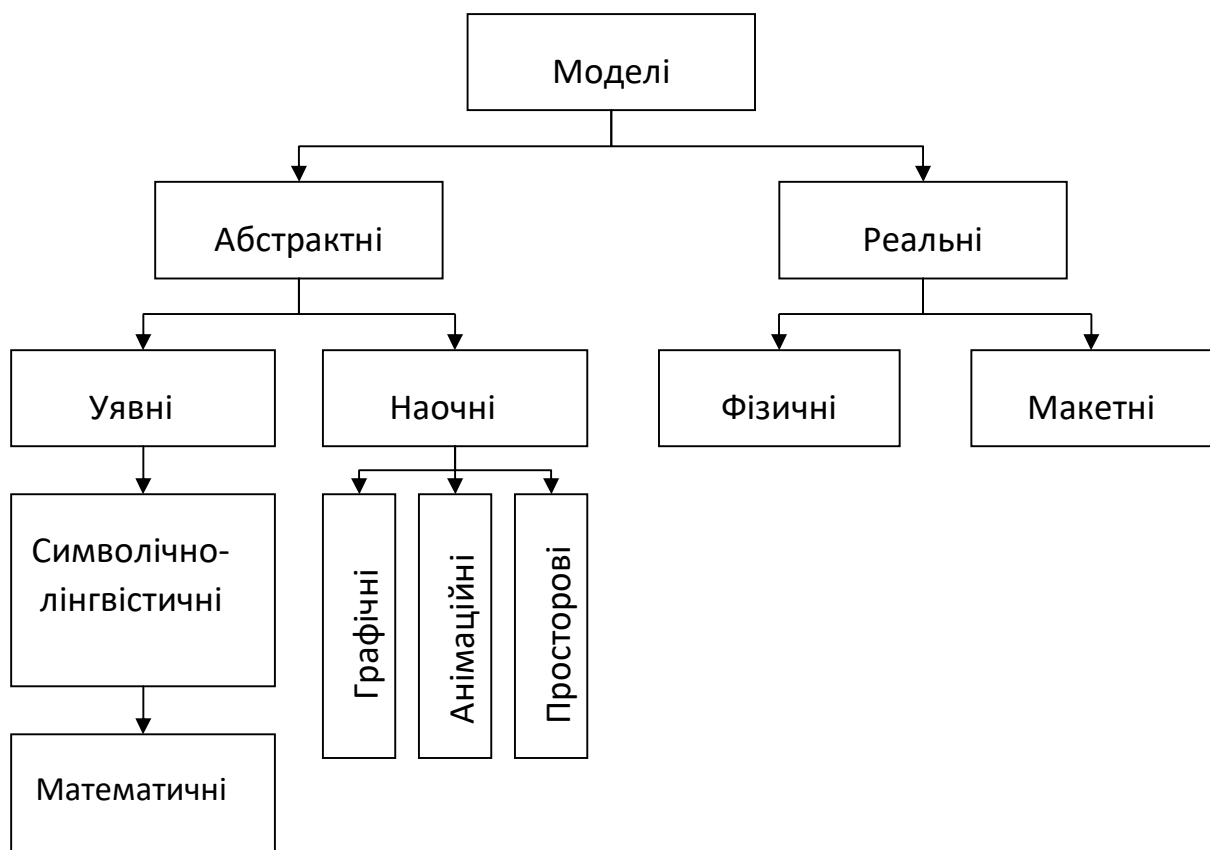 Моделі
Абстрактні
Реальні
Уявні
Наочні
Фізичні
Макетні
Символічно-
лінгвістичні
Графічні
Анімаційні
Просторові
Математичні